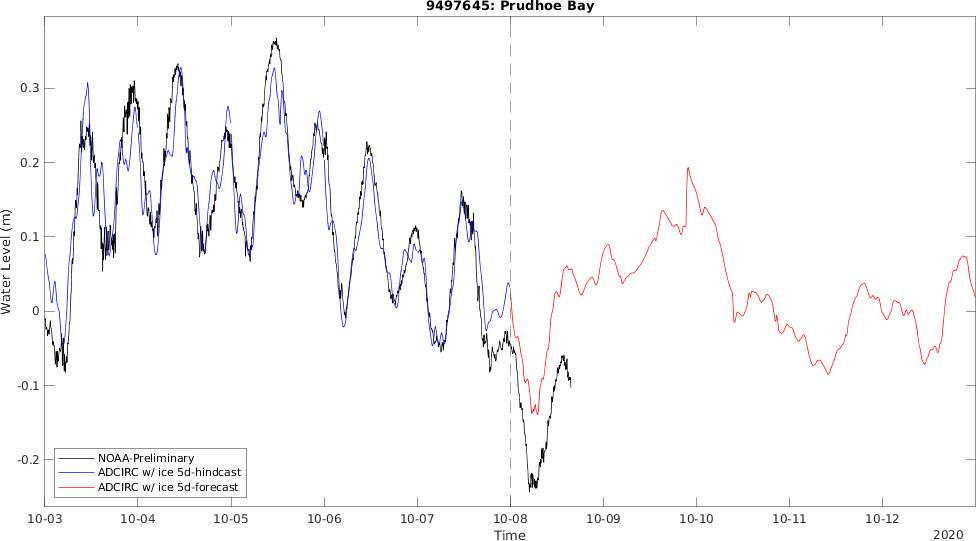 9497645: Prudhoe Bay
Water Level (m)
0.3
0.2
0.1
0
-0.1
-0.2
NOAA-Preliminary
ADCIRC w/ ice 5d-hindcast
ADCIRC w/ ice 5d-forecast
10-03 10-04 10-05 10-06 10-07 10-08 10-09 10-10 10-11 10-12
Time
2020